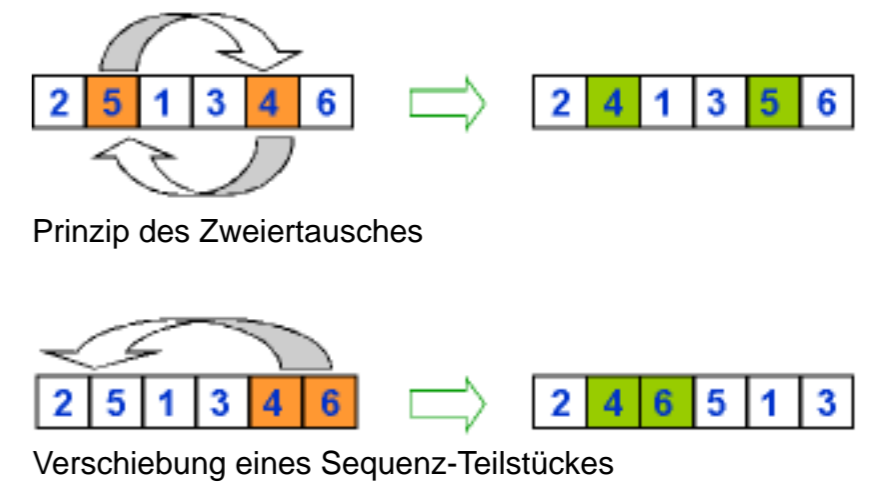 2 5 1 3 4 6 2 4 1 3 5 6
Prinzip des Zweiertausches
2 5 1 3 4 6 2 4 6 5 1 3
Verschiebung eines Sequenz-Teilstückes